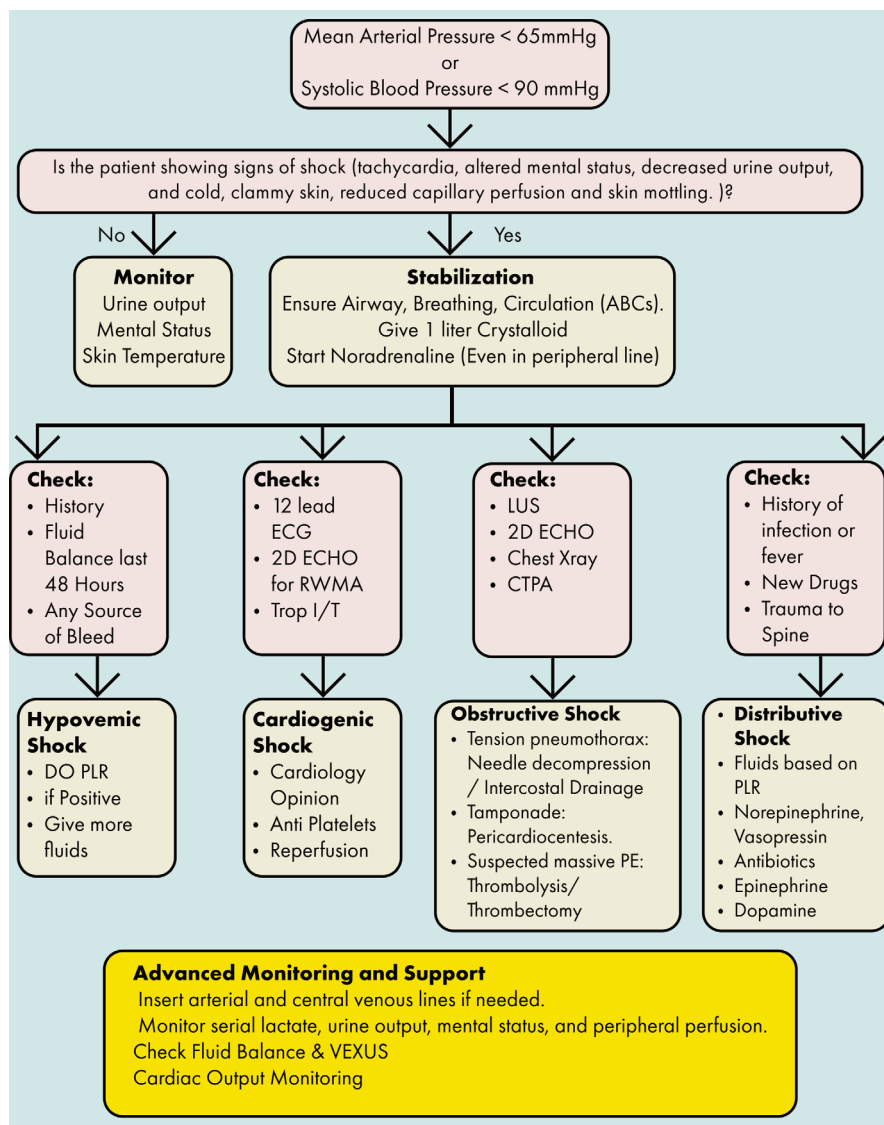 Mean Arterial Pressure < 65mmHg
or
Systolic Blood Pressure < 90 mmHg
Is the patient showing signs of shock (tachycardia, altered mental status, decreased urine output,
and cold, clammy skin, reduced capillary perfusion and skin mottling. )?
No
Yes
Monitor
Urine output
Mental Status
Skin Temperature
Stabilization
Ensure Airway, Breathing, Circulation (ABCs).
Give 1 liter Crystalloid
Start Noradrenaline (Even in peripheral line)
Check:
• History
• Fluid
Balance last
48 Hours
• Any Source
of Bleed
Check:
• 12 lead
ECG
• 2D ECHO
for RWMA
• Trop I/T
Check:
• LUS
• 2D ECHO
• Chest Xray
• CTPA
Check:
• History of
infection or
fever
• New Drugs
• Trauma to
Spine
Hypovemic
Shock
• DO PLR
• if Positive
• Give more
fluids
Cardiogenic
Shock
• Cardiology
Opinion
• Anti Platelets
• Reperfusion
Obstructive Shock
• Tension pneumothorax:
Needle decompression
/ Intercostal Drainage
• Tamponade:
Pericardiocentesis.
• Suspected massive PE:
Thrombolysis/
Thrombectomy
• Distributive
Shock
• Fluids based on
PLR
• Norepinephrine,
Vasopressin
• Antibiotics
• Epinephrine
• Dopamine
Advanced Monitoring and Support
Insert arterial and central venous lines if needed.
Monitor serial lactate, urine output, mental status, and peripheral perfusion.
Check Fluid Balance & VEXUS
Cardiac Output Monitoring